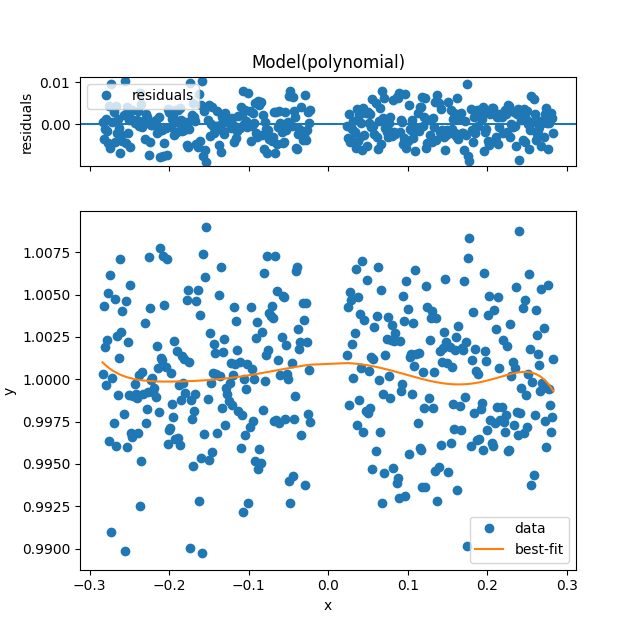 Model(polynomial)
0.01
0.00
residuals
residuals
1.0075
1.0050
1.0025
1.0000
0.9975
0.9950
0.9925
0.9900
y
data
best-fit
−0.3 −0.2 −0.1 0.0 0.1 0.2 0.3
x